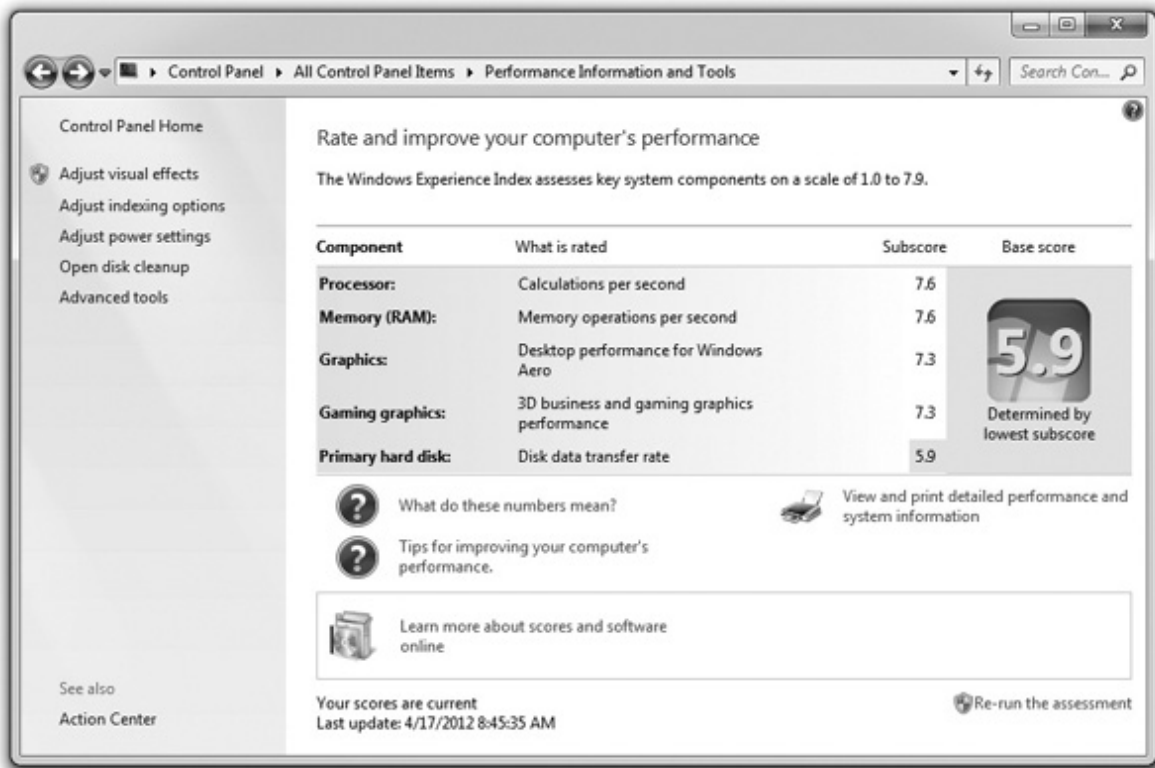 Control Panel ▸ All Control Panel Items ▸ Performance Information and Tools
Search Con...
Control Panel Home
Adjust visual effects
Adjust indexing options
Adjust power settings
Open disk cleanup
Advanced tools
See also
Action Center
Rate and improve your computer's performance
The Windows Experience Index assesses key system components on a scale of 1.0 to 7.9.
Component What is rated Subscore Base score
Processor: Calculations per second 7.6
Memory (RAM): Memory operations per second 7.6
Graphics: Desktop performance for Windows
Aero 7.3
Gaming graphics: 3D business and gaming graphics
performance 7.3
Primary hard disk: Disk data transfer rate 5.9
5.9
Determined by
lowest subscore
What do these numbers mean?
View and print detailed performance and
system information
Tips for improving your computer's
performance.
Learn more about scores and software
online
Your scores are current
Last update: 4/17/2012 8:45:35 AM
Re-run the assessment